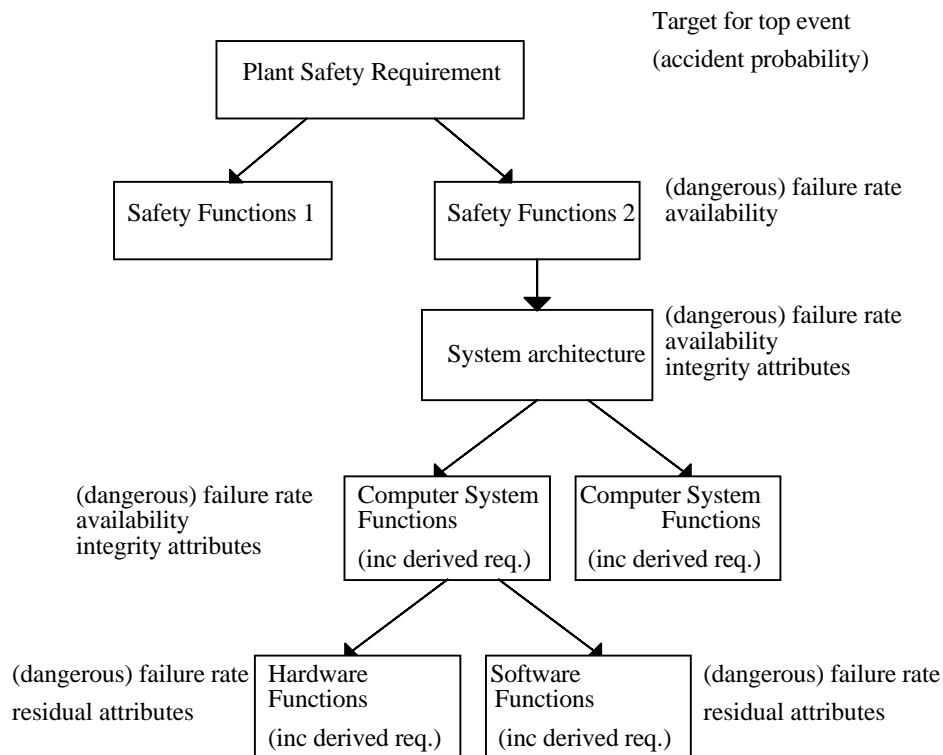 Target for top event
(accident probability)
Plant Safety Requirement
Safety Functions 1
Safety Functions 2
(dangerous) failure rate
availability
System architecture
(dangerous) failure rate
availability
integrity attributes
(dangerous) failure rate
availability
integrity attributes
Computer System
Functions
(inc derived req.)
Computer System
Functions
(inc derived req.)
(dangerous) failure rate
residual attributes
Hardware
Functions
(inc derived req.)
Software
Functions
(inc derived req.)
(dangerous) failure rate
residual attributes